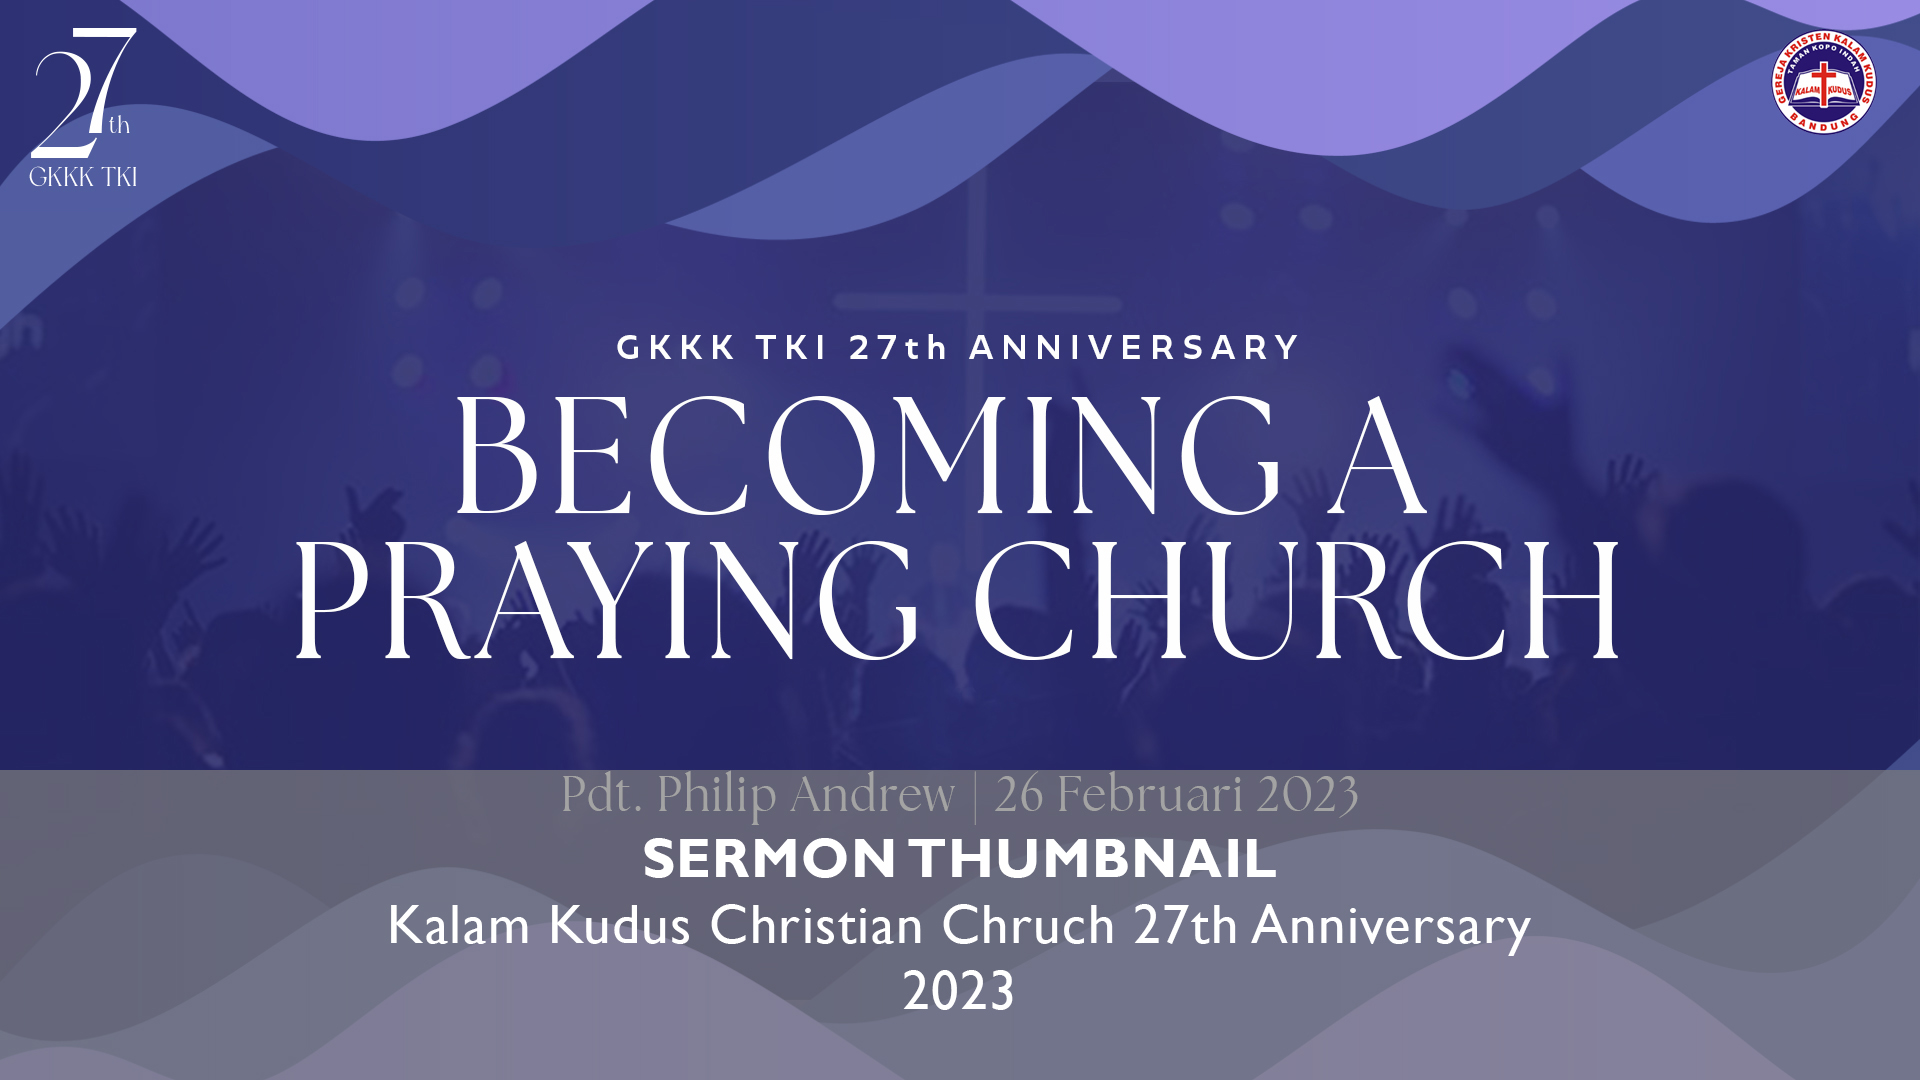 27th
GKKK TKI
GEREJA KRISTEN KALAM KUDUS
TAMAN KOPO INDAH
KALAM KUDUS
BANDUNG
GKKK TKI 27th ANNIVERSARY
BECOMING A
PRAYING CHURCH
Pdt. Philip Andrew | 26 Februari 2023
SERMON THUMBNAIL
Kalam Kudus Christian Chruch 27th Anniversary
2023